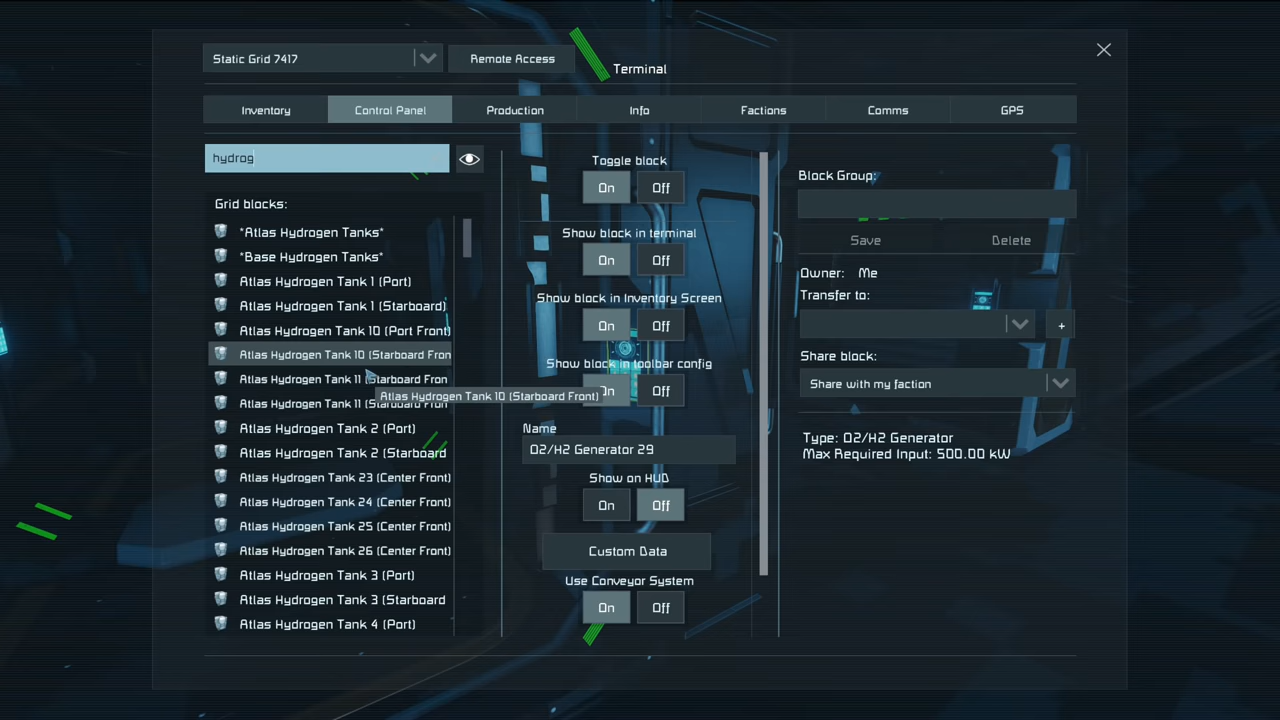 Static Grid 7417
Remote Access
Terminal
Inventory
Control Panel
Production
Info
Factions
Comms
GPS
hydrog
Grid blocks:
*Atlas Hydrogen Tanks*
*Base Hydrogen Tanks*
Atlas Hydrogen Tank 1 (Port)
Atlas Hydrogen Tank 1 (Starboard)
Atlas Hydrogen Tank 10 (Port Front)
Atlas Hydrogen Tank 10 (Starboard Fron
Atlas Hydrogen Tank 11 (Starboard Fron
Atlas Hydrogen Tank 10 (Starboard Front)
Atlas Hydrogen Tank 11 (Starboard Fron
Atlas Hydrogen Tank 2 (Port)
Atlas Hydrogen Tank 2 (Starboard
Atlas Hydrogen Tank 23 (Center Front)
Atlas Hydrogen Tank 24 (Center Front)
Atlas Hydrogen Tank 25 (Center Front)
Atlas Hydrogen Tank 26 (Center Front)
Atlas Hydrogen Tank 3 (Port)
Atlas Hydrogen Tank 3 (Starboard
Atlas Hydrogen Tank 4 (Port)
Toggle block
On Off
Show block in terminal
On Off
Show block in Inventory Screen
On Off
Show block in toolbar config
On Off
Name
O2/H2 Generator 29
Show on HUD
On Off
Custom Data
Use Conveyor System
On Off
Block Group:
Save Delete
Owner: Me
Transfer to:
+
Share block:
Share with my faction
Type: O2/H2 Generator
Max Required Input: 500.00 kW